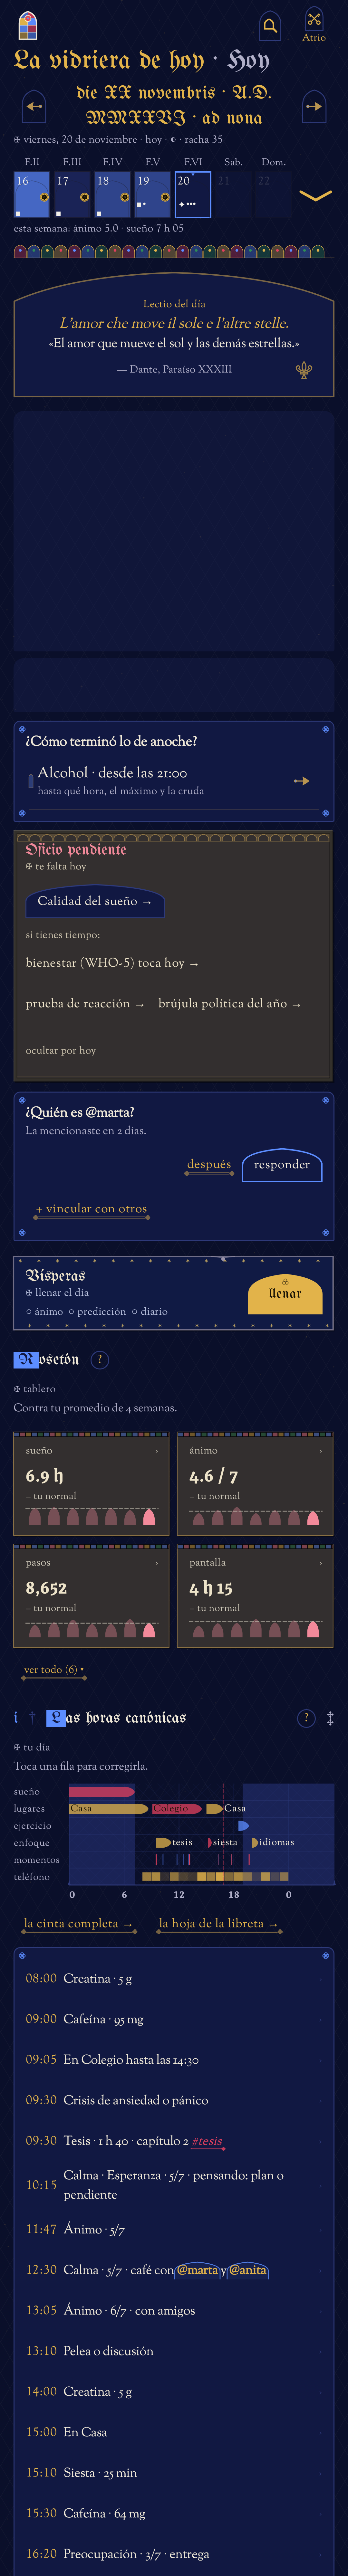 Atrio
La vidriera de hoy · Hoy
die XX novembris · A.D.
MMXXVI · ad nona
✠ viernes, 20 de noviembre · hoy · ◐ · racha 35
F.II F.III F.IV F.V F.VI Sab. Dom.
16 17 18 19 20 21 22
esta semana: ánimo 5.0 · sueño 7 h 05
Lectio del día
L'amor che move il sole e l'altre stelle.
«El amor que mueve el sol y las demás estrellas.»
— Dante, Paraíso XXXIII
¿Cómo terminó lo de anoche?
Alcohol · desde las 21:00
hasta qué hora, el máximo y la cruda
Oficio pendiente
✠ te falta hoy
Calidad del sueño →
si tienes tiempo:
bienestar (WHO-5) toca hoy →
prueba de reacción → brújula política del año →
ocultar por hoy
¿Quién es @marta?
La mencionaste en 2 días.
después responder
+ vincular con otros
Vísperas
✠ llenar el día
○ ánimo ○ predicción ○ diario
llenar
Rosetón ?
✠ tablero
Contra tu promedio de 4 semanas.
sueño ›
6.9 h
= tu normal
ánimo ›
4.6 / 7
= tu normal
pasos ›
8,652
= tu normal
pantalla ›
4 h 15
= tu normal
ver todo (6) ▾
i † Las horas canónicas ? ‡
✠ tu día
Toca una fila para corregirla.
sueño
lugares Casa Colegio Casa
ejercicio
enfoque tesis siesta idiomas
momentos
teléfono
0 6 12 18 0
la cinta completa → la hoja de la libreta →
08:00 Creatina · 5 g
09:00 Cafeína · 95 mg
09:05 En Colegio hasta las 14:30
09:30 Crisis de ansiedad o pánico
09:30 Tesis · 1 h 40 · capítulo 2 #tesis
10:15 Calma · Esperanza · 5/7 · pensando: plan o
pendiente
11:47 Ánimo · 5/7
12:30 Calma · 5/7 · café con @marta y @anita
13:05 Ánimo · 6/7 · con amigos
13:10 Pelea o discusión
14:00 Creatina · 5 g
15:00 En Casa
15:10 Siesta · 25 min
15:30 Cafeína · 64 mg
16:20 Preocupación · 3/7 · entrega